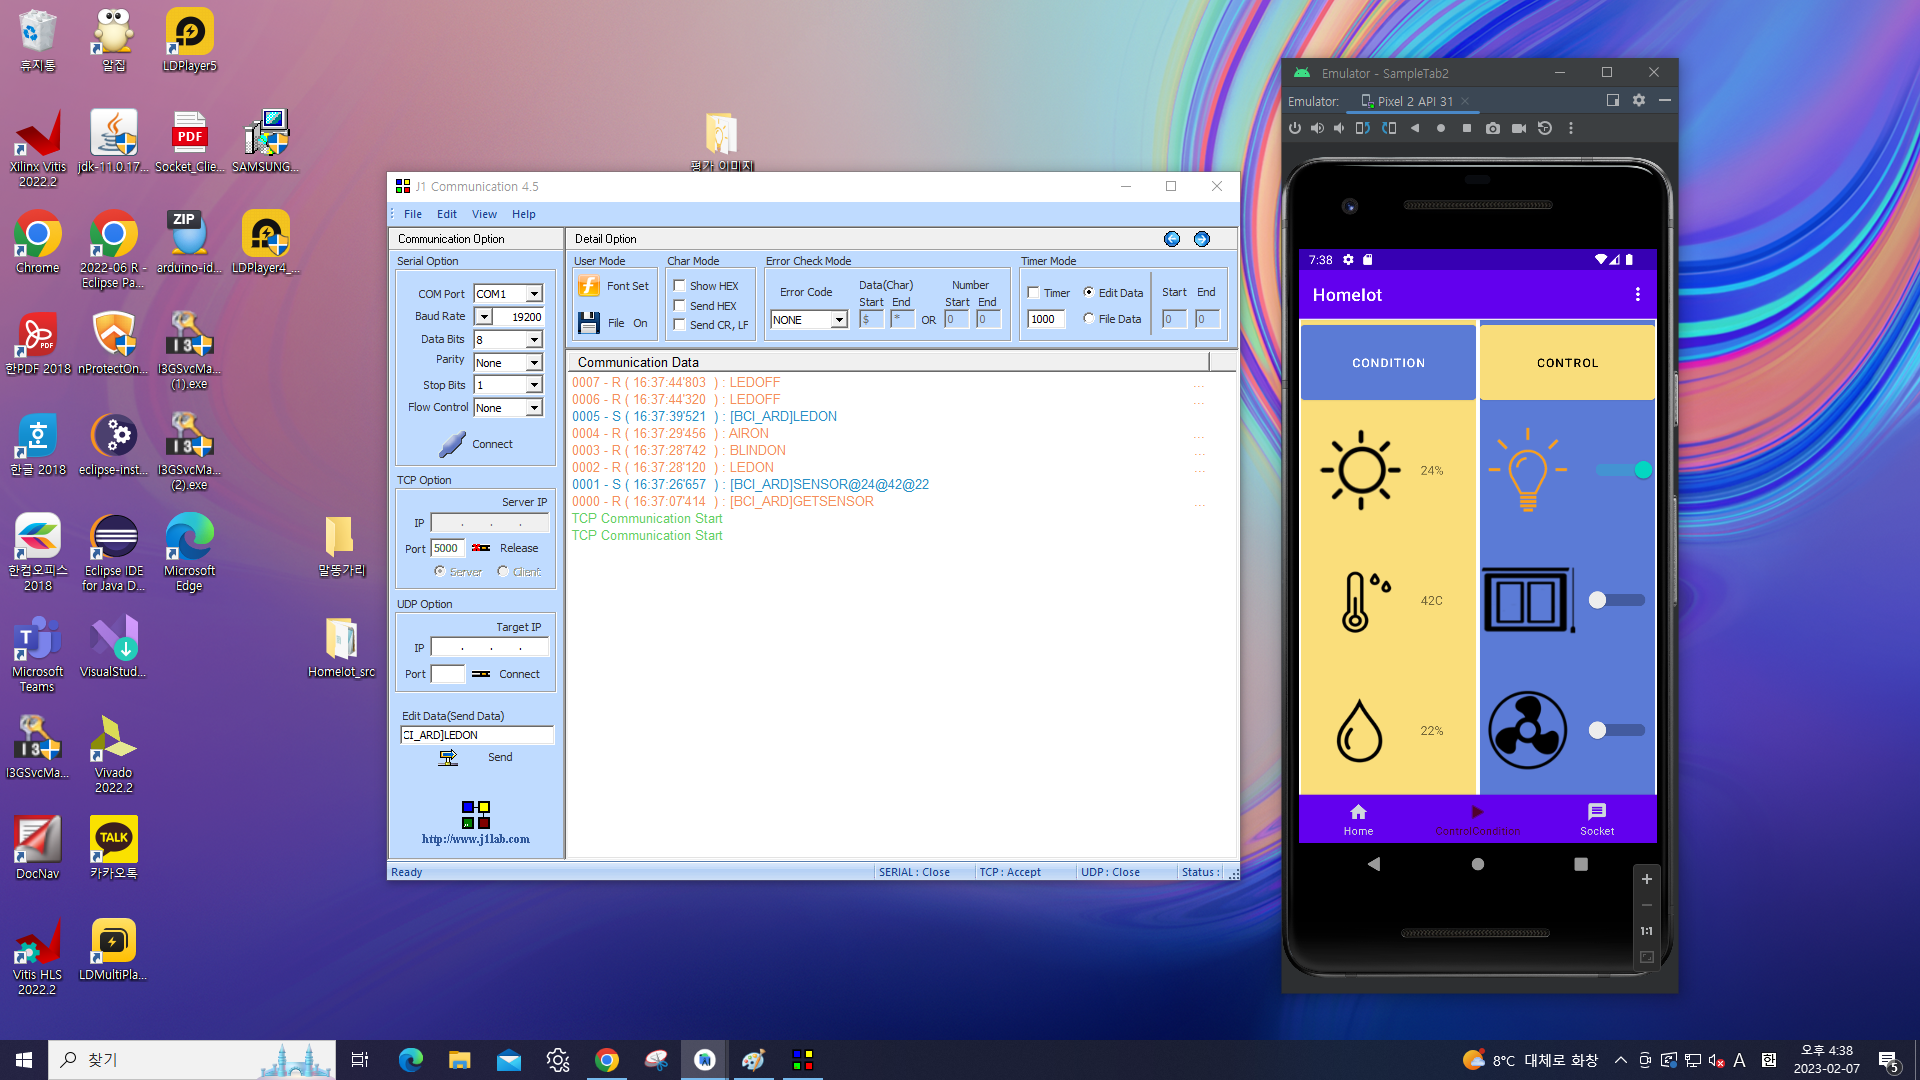 휴지통
알집
LDPlayer5
Xilinx Vitis
2022.2
jdk-11.0.17...
PDF
Socket_Clie...
SAMSUNG...
Chrome
2022-06 R -
Eclipse Pa...
ZIP
arduino-id...
LDPlayer4_...
한PDF 2018
nProtectOn...
I3GSvcMa...
(1).exe
한글 2018
eclipse-inst...
I3GSvcMa...
(2).exe
한컴오피스
2018
Eclipse IDE
for Java D...
Microsoft
Edge
말똥가리
Microsoft
Teams
VisualStud...
Homelot_src
I3GSvcMa...
Vivado
2022.2
DocNav
TALK
카카오톡
Vitis HLS
2022.2
LDMultiPla...
평가 이미지
J1 Communication 4.5
File Edit View Help
Communication Option
Serial Option
COM Port COM1
Baud Rate 19200
Data Bits 8
Parity None
Stop Bits 1
Flow Control None
Connect
TCP Option
Server IP
IP . . .
Port 5000 Release
Server Client
UDP Option
Target IP
IP . . .
Port Connect
Edit Data(Send Data)
CI_ARD]LEDON
Send
http://www.j1lab.com
Detail Option
User Mode
Font Set
File On
Char Mode
Show HEX
Send HEX
Send CR, LF
Error Check Mode
Error Code
NONE
Data(Char)
Start End
$ *
OR
Number
Start End
0 0
Timer Mode
Timer
1000
Edit Data
File Data
Start End
0 0
Communication Data
0007 - R ( 16:37:44'803 ) : LEDOFF ...
0006 - R ( 16:37:44'320 ) : LEDOFF ...
0005 - S ( 16:37:39'521 ) : [BCI_ARD]LEDON
0004 - R ( 16:37:29'456 ) : AIRON ...
0003 - R ( 16:37:28'742 ) : BLINDON ...
0002 - R ( 16:37:28'120 ) : LEDON ...
0001 - S ( 16:37:26'657 ) : [BCI_ARD]SENSOR@24@42@22
0000 - R ( 16:37:07'414 ) : [BCI_ARD]GETSENSOR ...
TCP Communication Start
TCP Communication Start
Ready
SERIAL : Close
TCP : Accept
UDP : Close
Status :
Emulator - SampleTab2
Emulator: Pixel 2 API 31
7:38
HomeIot
CONDITION
CONTROL
24%
42C
22%
Home
ControlCondition
Socket
1:1
찾기
8°C 대체로 화창
A
한
오후 4:38
2023-02-07
5